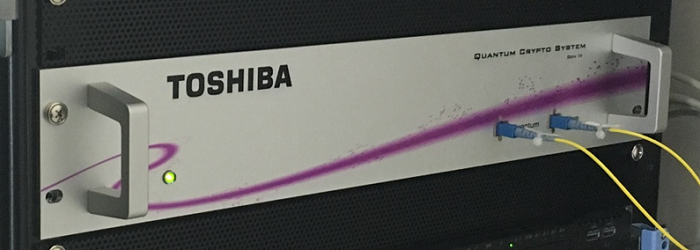 TOSHIBA
QUANTUM CRYPTO SYSTEM